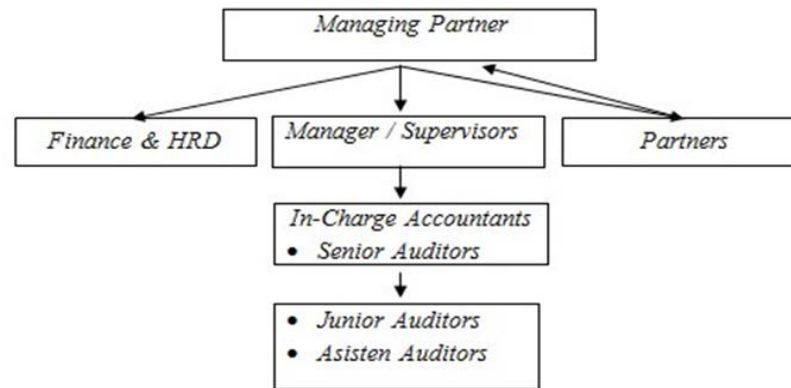 Managing Partner
Finance & HRD
Manager / Supervisors
Partners
In-Charge Accountants
• Senior Auditors
• Junior Auditors
• Asisten Auditors